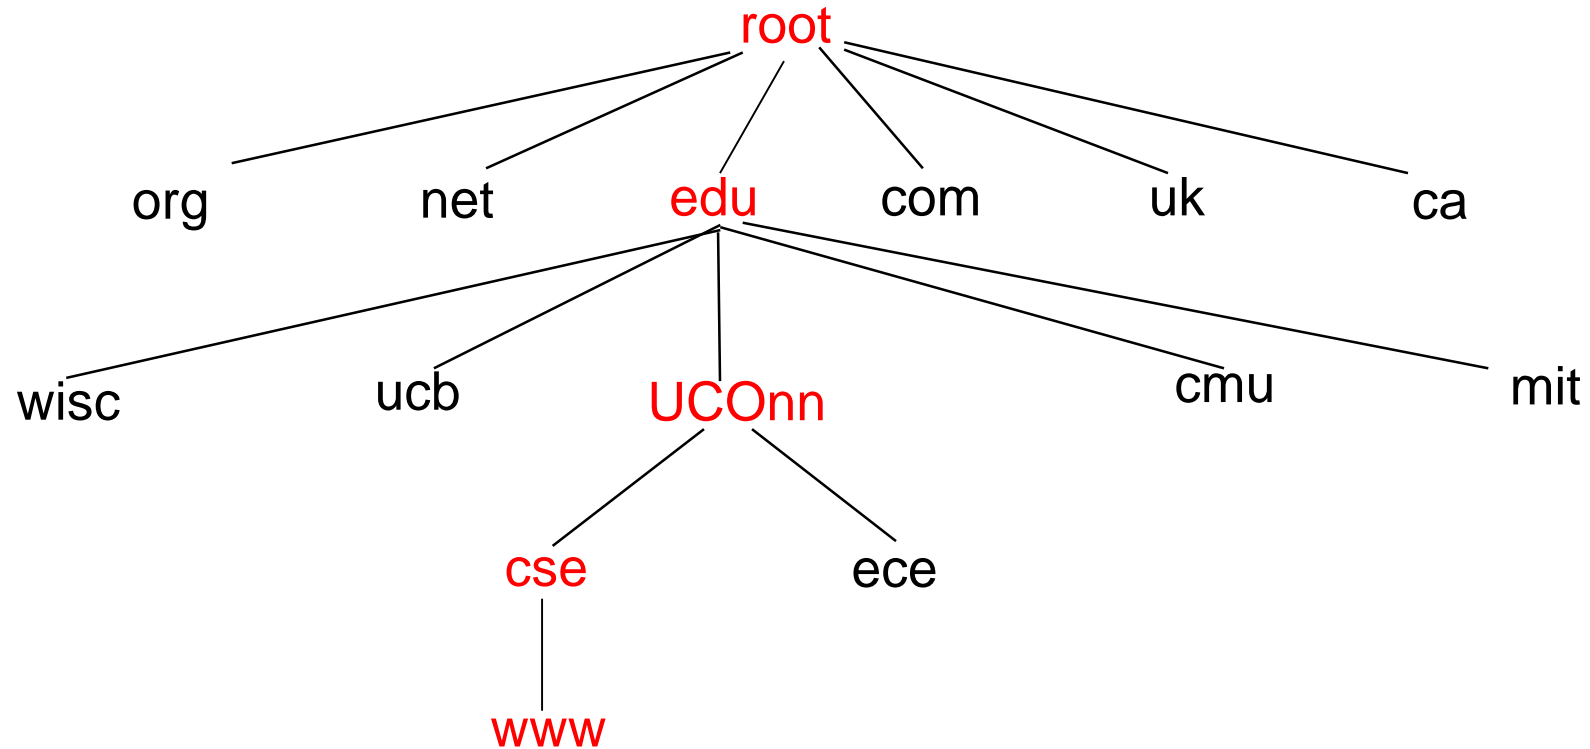 root
org net edu com uk ca
wisc ucb UCOnn cmu mit
cse ece
www